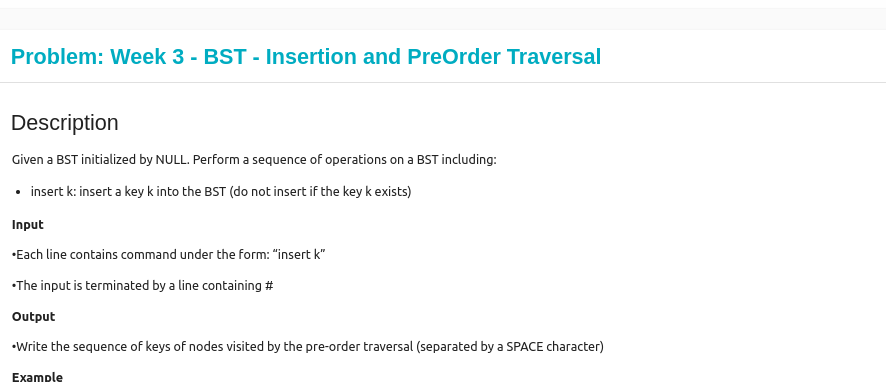 Problem: Week 3 - BST - Insertion and PreOrder Traversal
Description
Given a BST initialized by NULL. Perform a sequence of operations on a BST including:
• insert k: insert a key k into the BST (do not insert if the key k exists)
Input
•Each line contains command under the form: “insert k”
•The input is terminated by a line containing #
Output
•Write the sequence of keys of nodes visited by the pre-order traversal (separated by a SPACE character)
Example